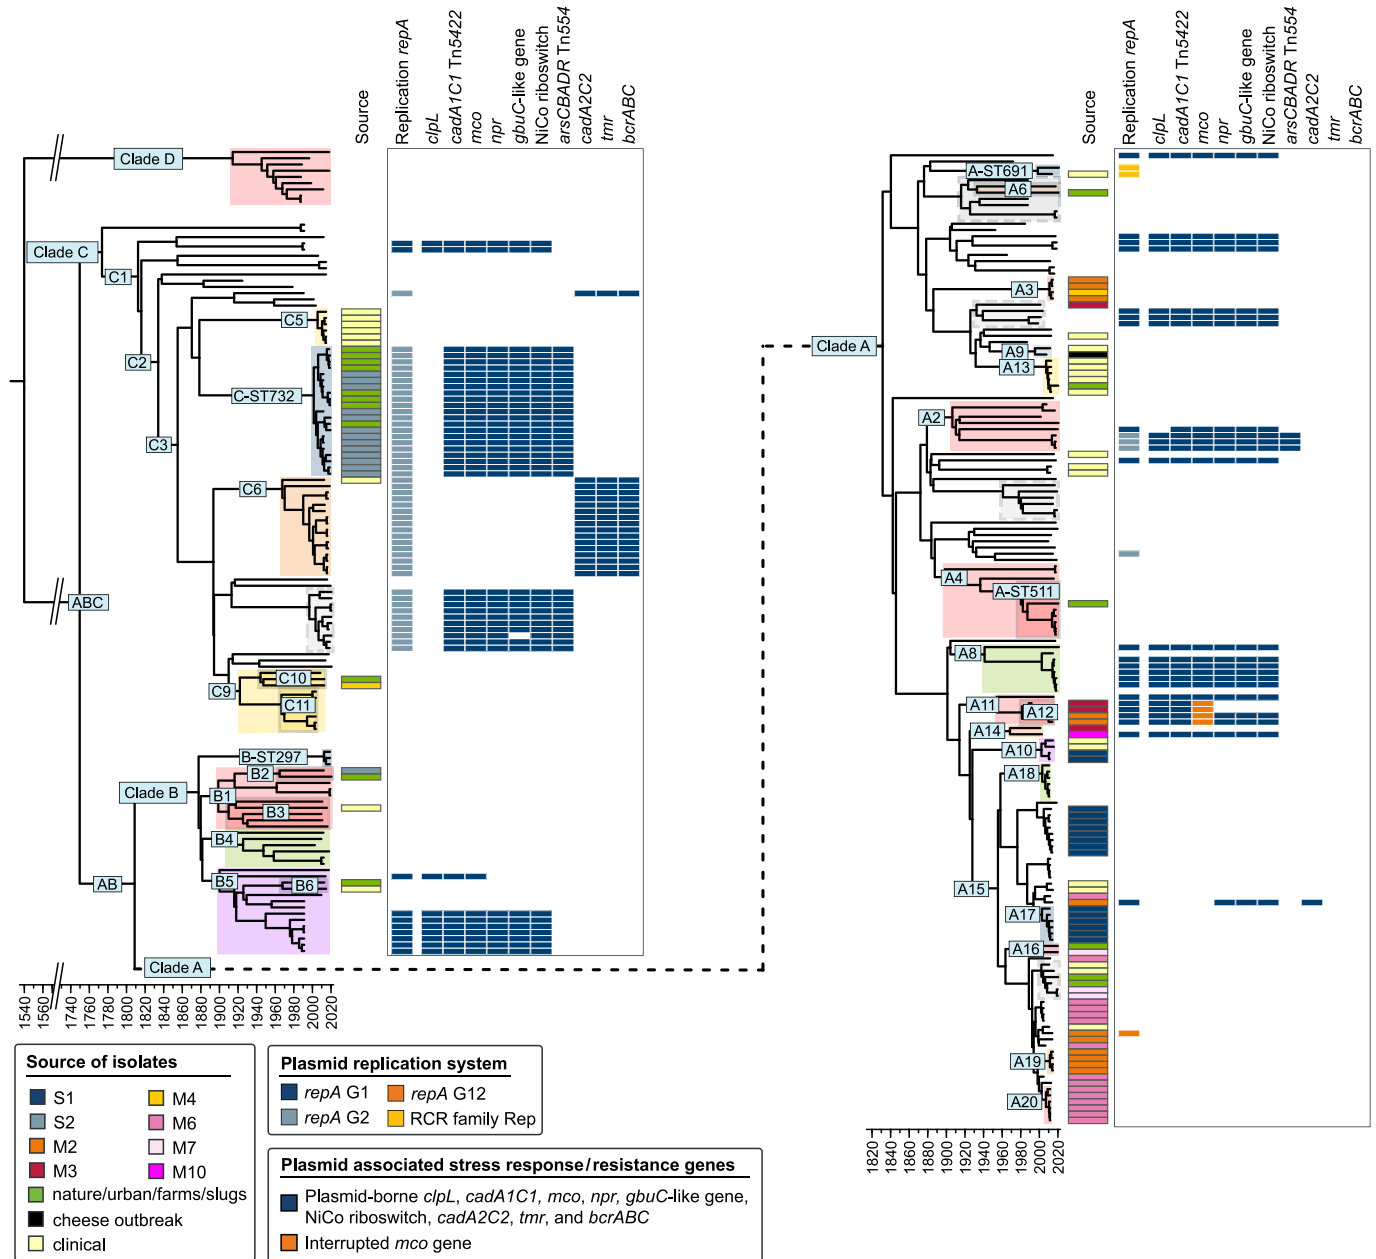 Source
Replication repA
clpL
cadA1C1 Tn5422
mco
npr
gbuC-like gene
NiCo riboswitch
arsCBADR Tn554
cadA2C2
tmr
bcrABC
Clade D
Clade C
C1
C5
C2
C-ST732
C3
C6
ABC
C10
C9
C11
B-ST297
B2
Clade B
B1
B3
B4
B5
B6
AB
Clade A
1540
1560
1740
1760
1780
1800
1820
1840
1860
1880
1900
1920
1940
1960
1980
2000
2020
Source
Replication repA
clpL
cadA1C1 Tn5422
mco
npr
gbuC-like gene
NiCo riboswitch
arsCBADR Tn554
cadA2C2
tmr
bcrABC
A-ST691
A6
A3
Clade A
A9
A13
A2
A4
A-ST511
A8
A11
A12
A14
A10
A18
A15
A17
A16
A19
A20
1820
1840
1860
1880
1900
1920
1940
1960
1980
2000
2020
Source of isolates
S1
S2
M2
M3
M4
M6
M7
M10
nature/urban/farms/slugs
cheese outbreak
clinical
Plasmid replication system
repA G1
repA G12
repA G2
RCR family Rep
Plasmid associated stress response/resistance genes
Plasmid-borne clpL, cadA1C1, mco, npr, gbuC-like gene,
NiCo riboswitch, cadA2C2, tmr, and bcrABC
Interrupted mco gene